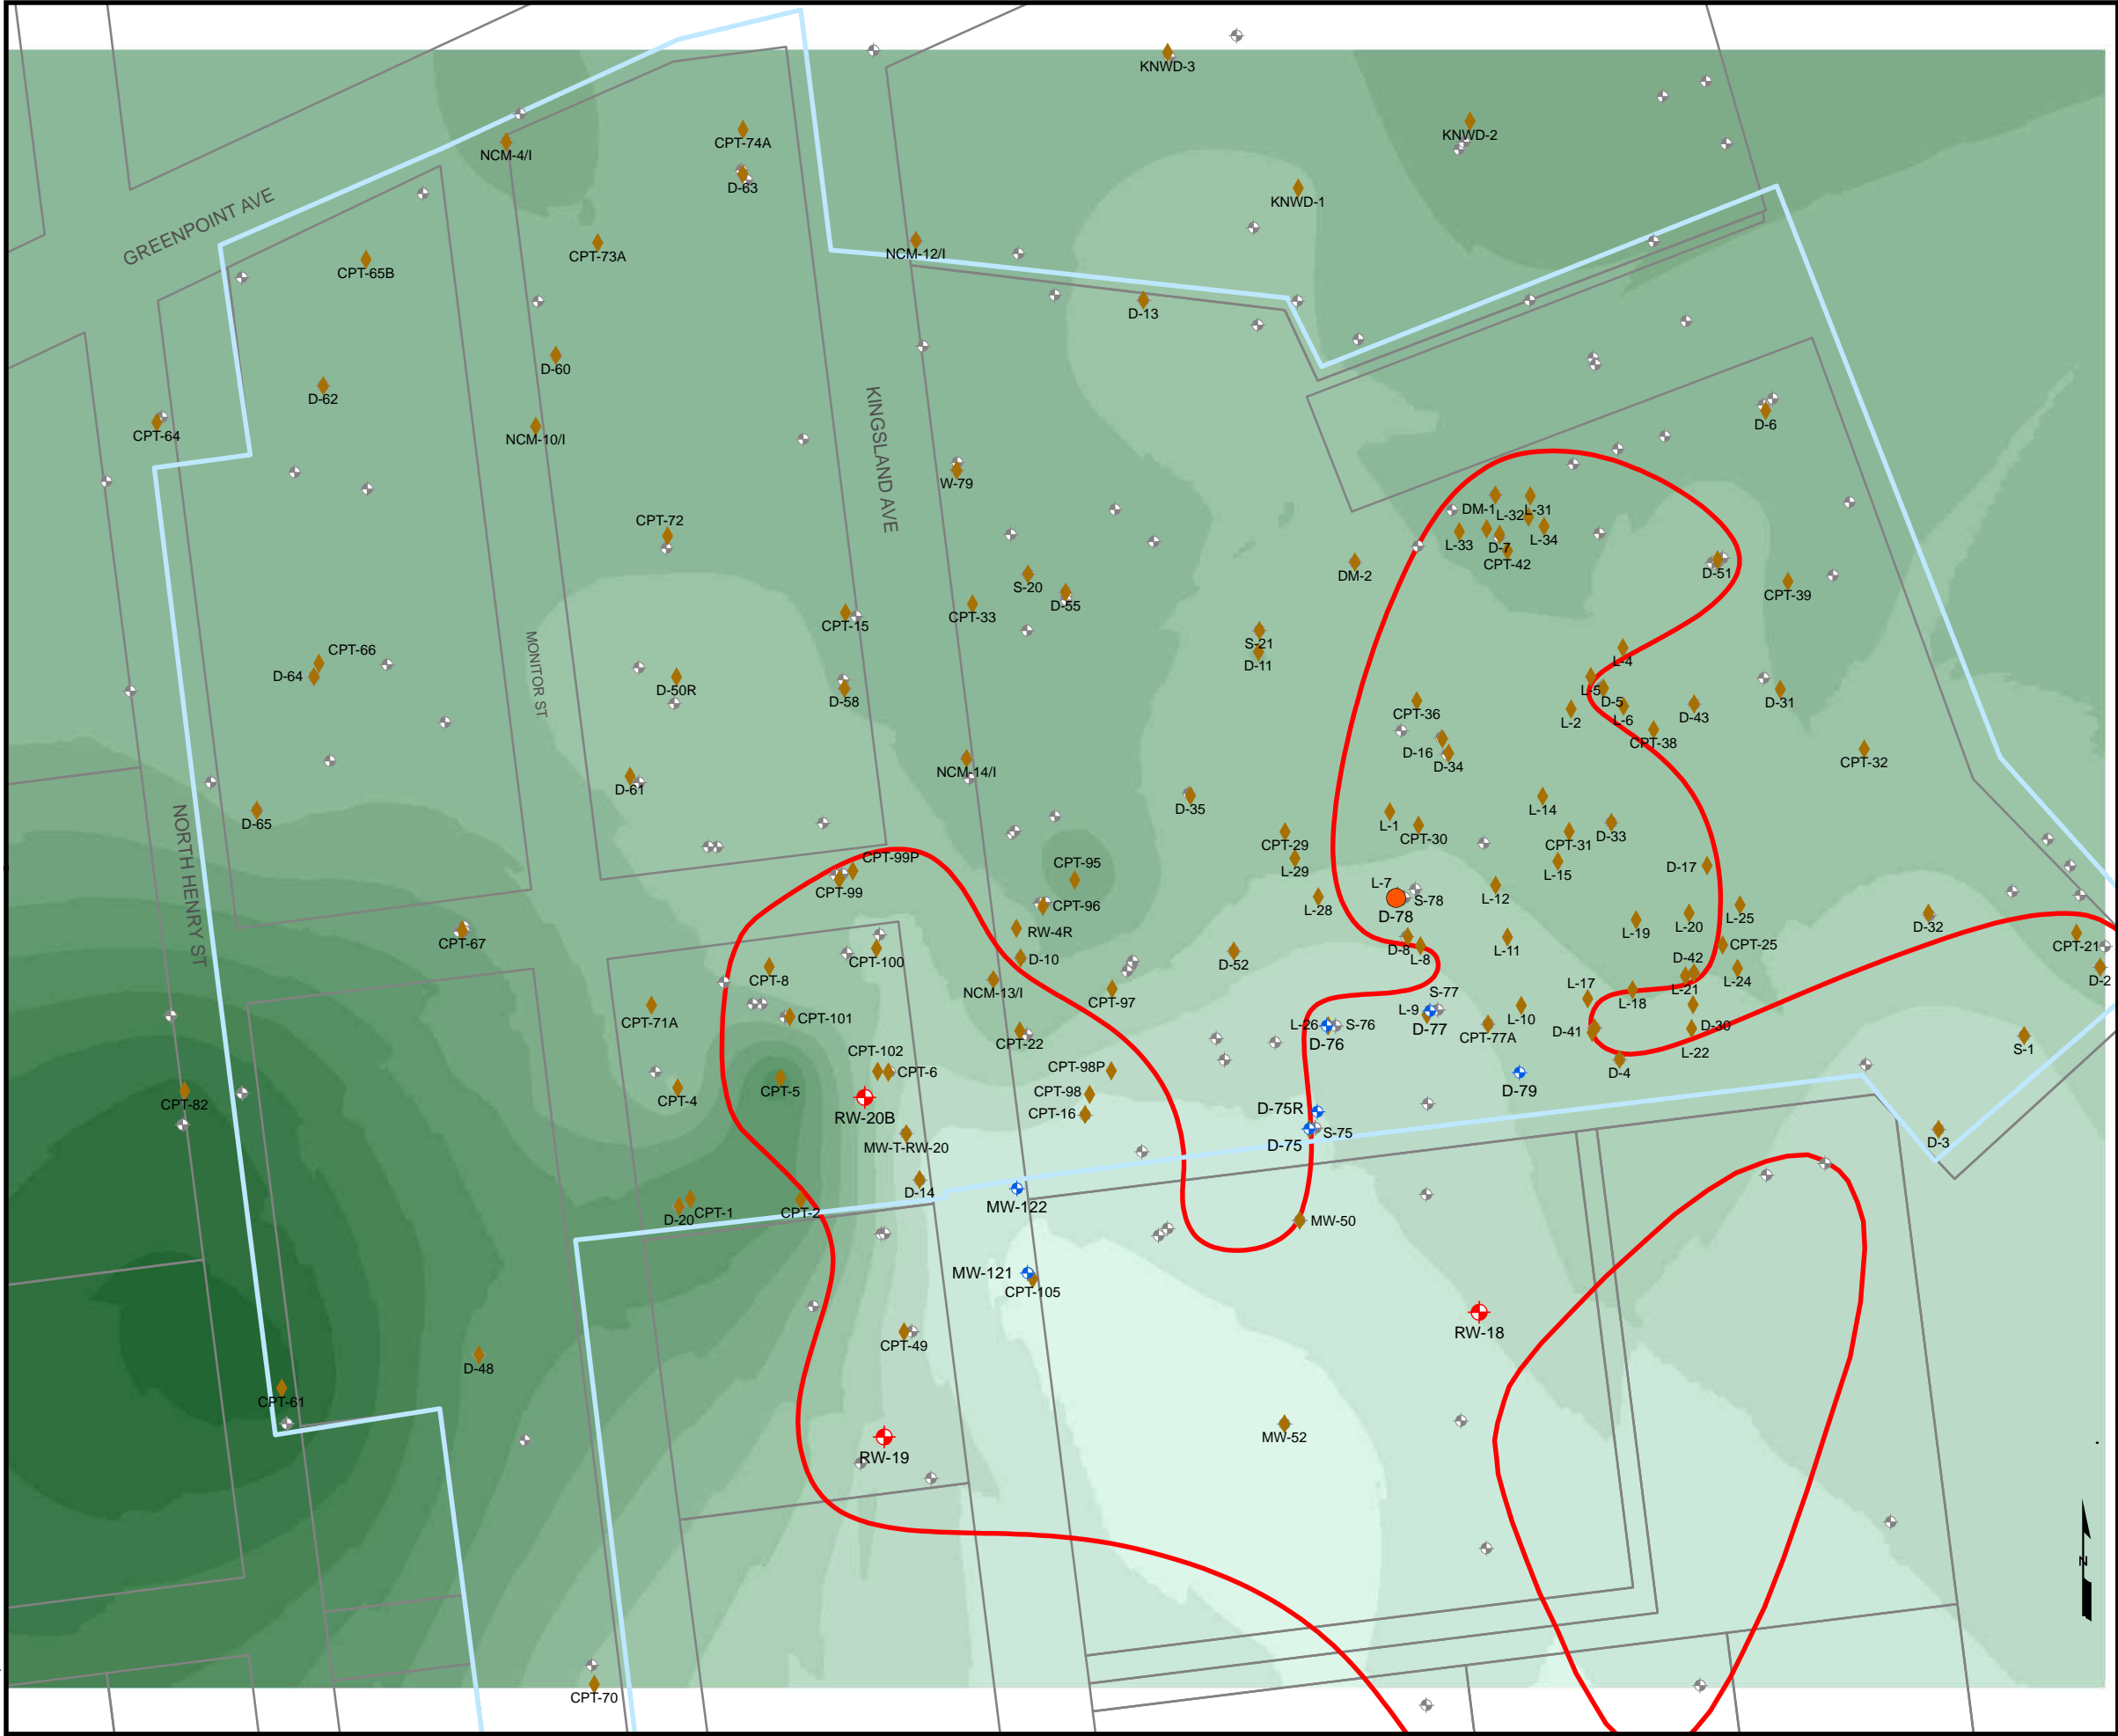 KNWD-3
CPT-74A
KNWD-2
NCM-4/I
D-63
KNWD-1
GREENPOINT AVE
CPT-73A
NCM-12/I
CPT-65B
D-13
D-60
D-62
D-6
CPT-64
NCM-10/I
KINGSLAND AVE
W-79
CPT-72
DM-1
L-32
L-31
L-33
D-7
L-34
CPT-42
DM-2
D-51
S-20
D-55
CPT-39
CPT-33
CPT-15
S-21
D-11
CPT-66
D-64
MONITOR ST
D-50R
D-58
L-4
L-5
D-5
L-6
L-2
D-43
D-31
CPT-36
CPT-38
D-16
D-34
CPT-32
NCM-14/I
D-61
D-35
L-14
D-65
L-1
CPT-30
D-33
NORTH HENRY ST
CPT-29
CPT-31
CPT-99P
CPT-95
L-29
L-15
D-17
CPT-99
L-7
S-78
L-12
L-28
D-78
CPT-96
L-25
L-19
L-20
D-32
RW-4R
CPT-67
CPT-100
D-8
L-8
L-11
CPT-25
CPT-21
D-10
D-52
D-42
CPT-8
L-24
D-2
NCM-13/I
CPT-97
L-21
S-77
L-17
L-18
CPT-71A
CPT-101
L-9
L-10
L-26
S-76
D-77
CPT-77A
D-41
D-30
CPT-22
D-76
L-22
S-1
CPT-102
CPT-6
CPT-98P
D-4
CPT-5
CPT-4
CPT-98
D-79
CPT-82
RW-20B
CPT-16
D-75R
S-75
D-75
D-3
MW-T-RW-20
D-14
MW-122
CPT-1
D-20
CPT-2
MW-50
MW-121
CPT-105
RW-18
CPT-49
D-48
CPT-61
MW-52
RW-19
N
CPT-70